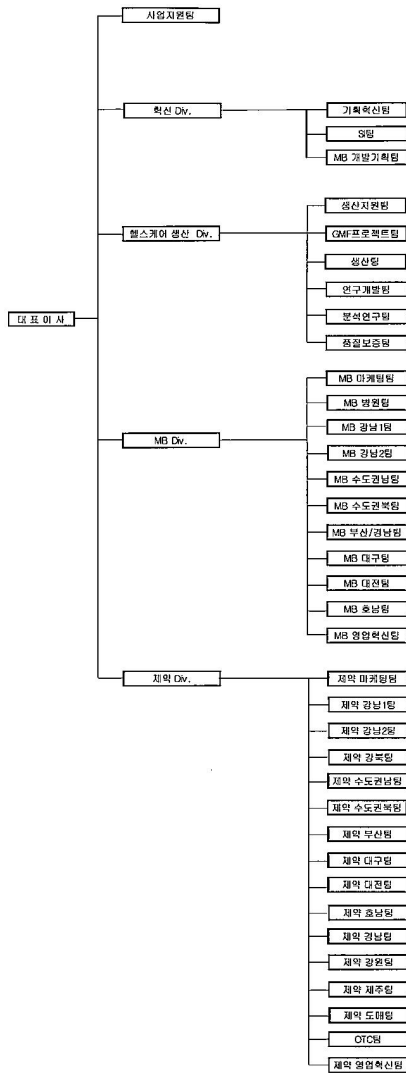 사업지원팀
혁신 Div.
기획혁신팀
SI팀
MB 개발기획팀
헬스케어 생산 Div.
생산지원팀
GMF프로젝트팀
생산팀
연구개발팀
분석연구팀
품질보증팀
대 표 이 사
MB Div.
MB 마케팅팀
MB 병원팀
MB 강남1팀
MB 강남2팀
MB 수도권남팀
MB 수도권북팀
MB 부산/경남팀
MB 대구팀
MB 대전팀
MB 호남팀
MB 영업혁신팀
제약 Div.
제약 마케팅팀
제약 강남1팀
제약 강남2팀
제약 강북팀
제약 수도권남팀
제약 수도권북팀
제약 부산팀
제약 대구팀
제약 대전팀
제약 호남팀
제약 경남팀
제약 강원팀
제약 제주팀
제약 도매팀
OTC팀
제약 영업혁신팀